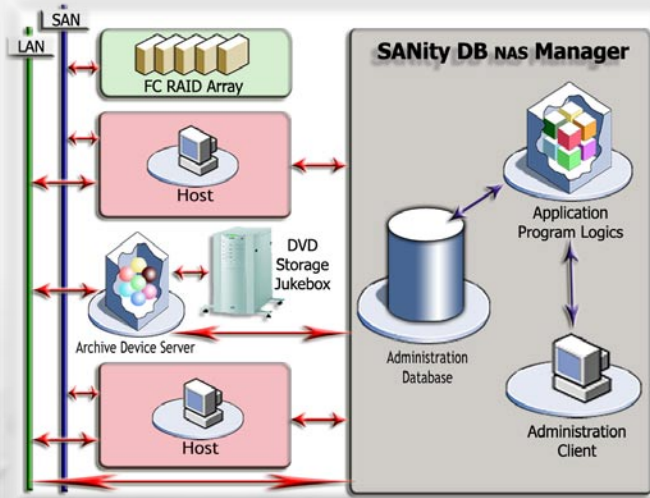 SAN
LAN
FC RAID Array
Host
DVD
Storage
Jukebox
Archive Device Server
Host
SANity DB NAS Manager
Application
Program Logics
Administration
Database
Administration
Client